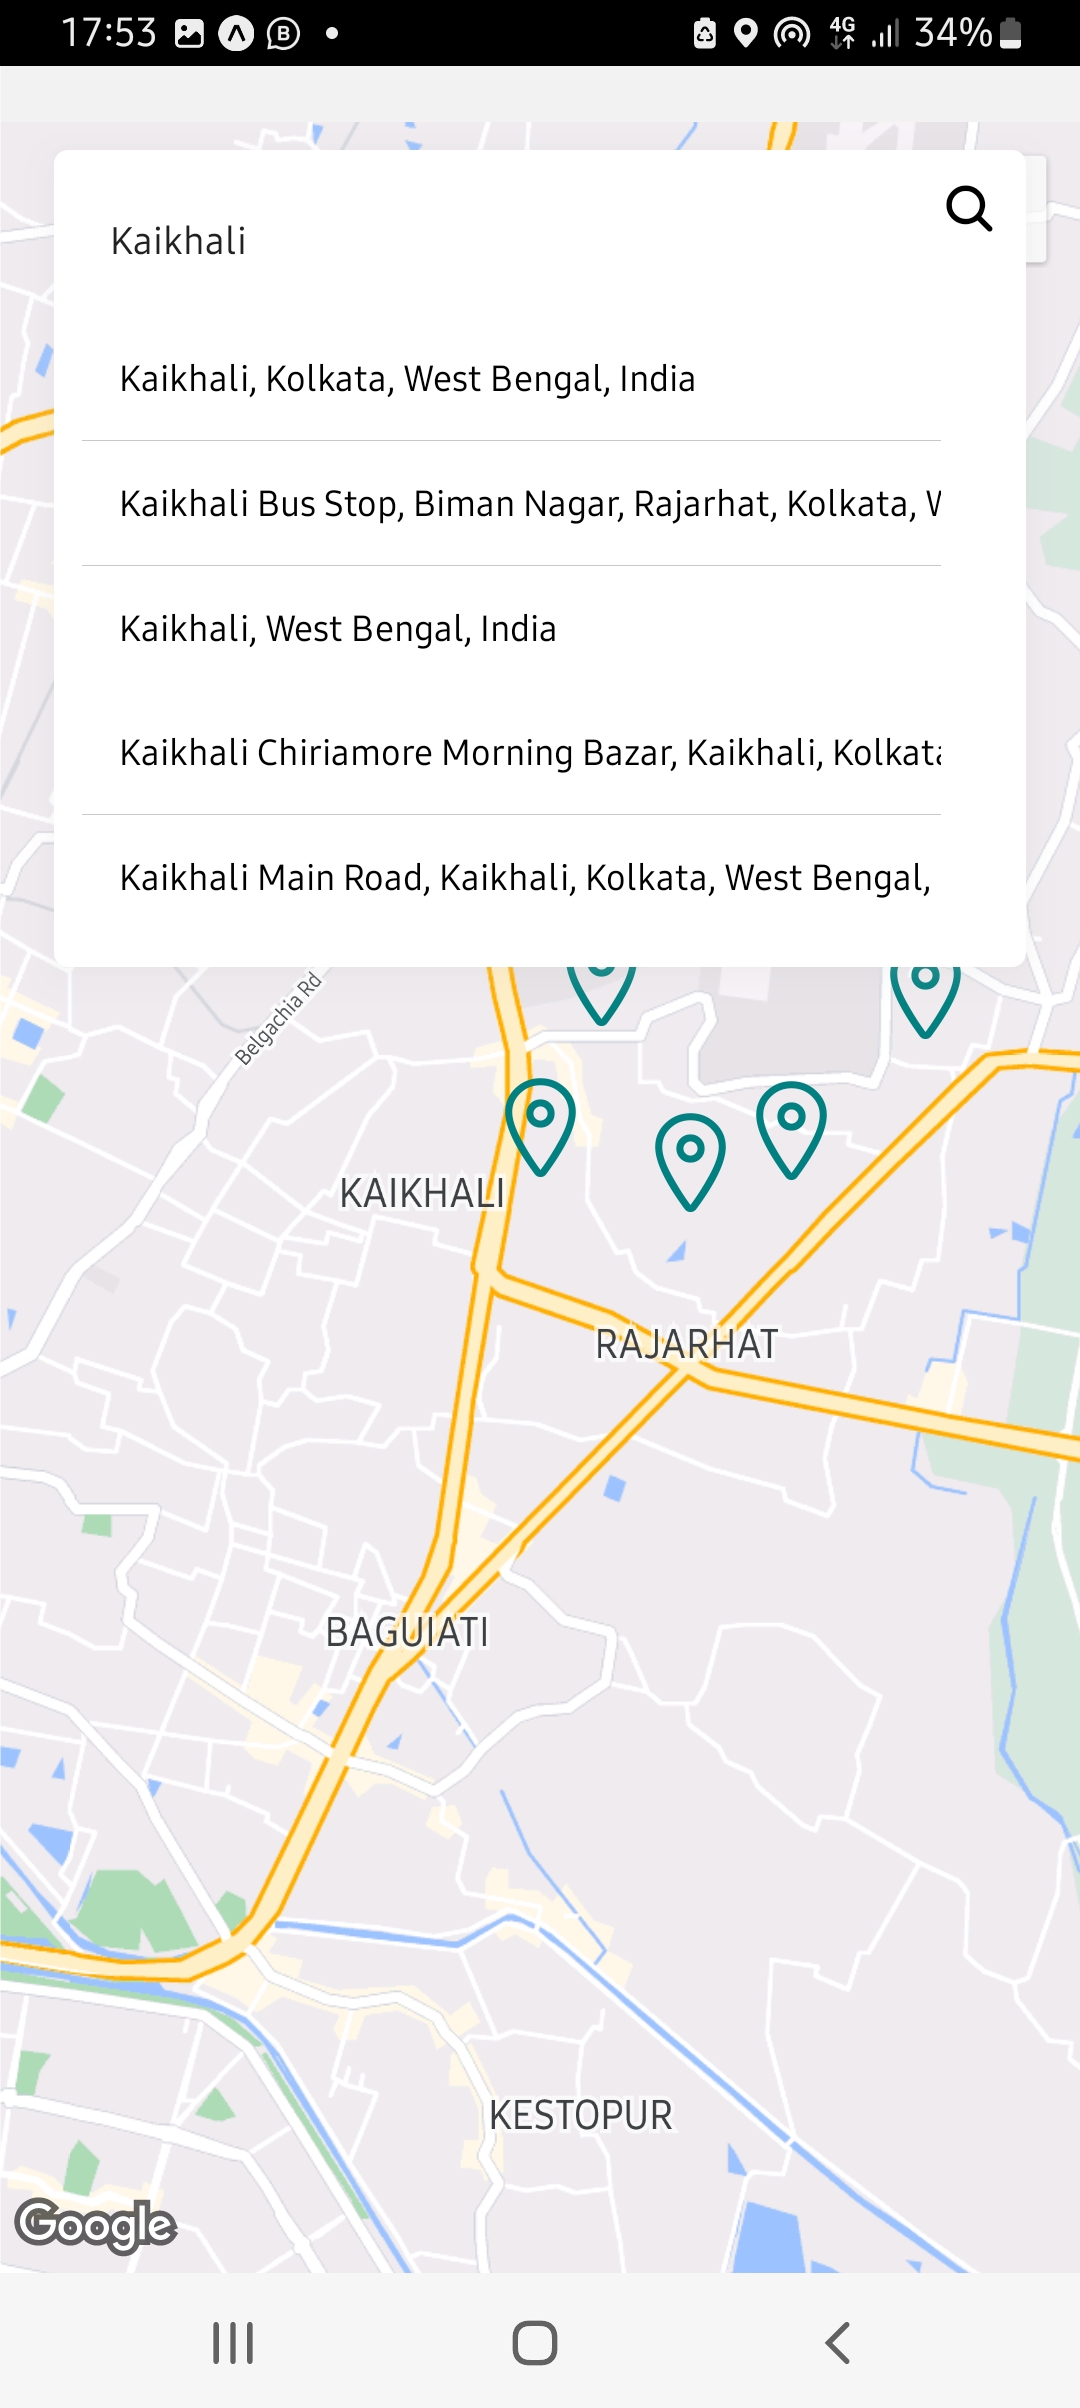 17:53
4G
34%
Kaikhali
Kaikhali, Kolkata, West Bengal, India
Kaikhali Bus Stop, Biman Nagar, Rajarhat, Kolkata, W
Kaikhali, West Bengal, India
Kaikhali Chiriamore Morning Bazar, Kaikhali, Kolkata
Kaikhali Main Road, Kaikhali, Kolkata, West Bengal,
Belgachia Rd
KAIKHALI
RAJARHAT
BAGUIATI
KESTOPUR
Google